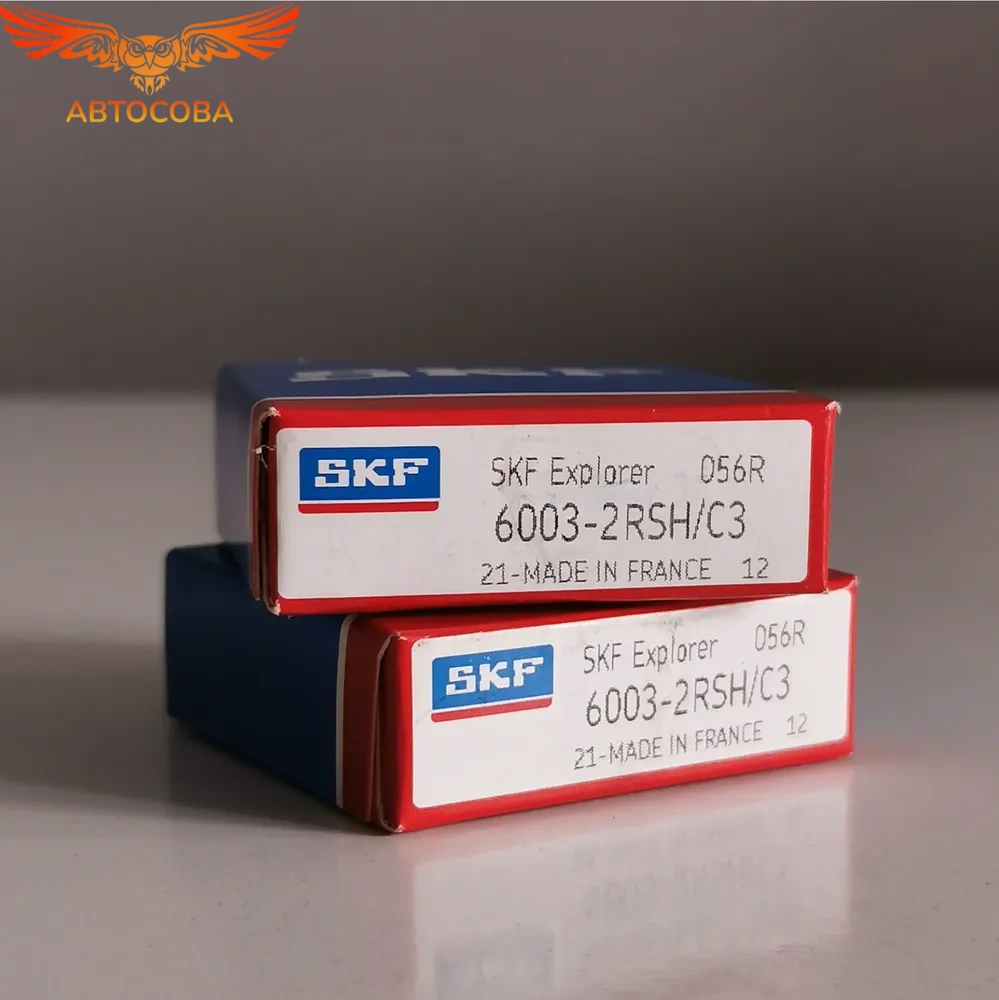 АВТОСОВА
SKF
SKF
SKF Explorer 056R
6003-2RSH/C3
21-MADE IN FRANCE 12
SKF
SKF Explorer 056R
6003-2RSH/C3
21-MADE IN FRANCE 12